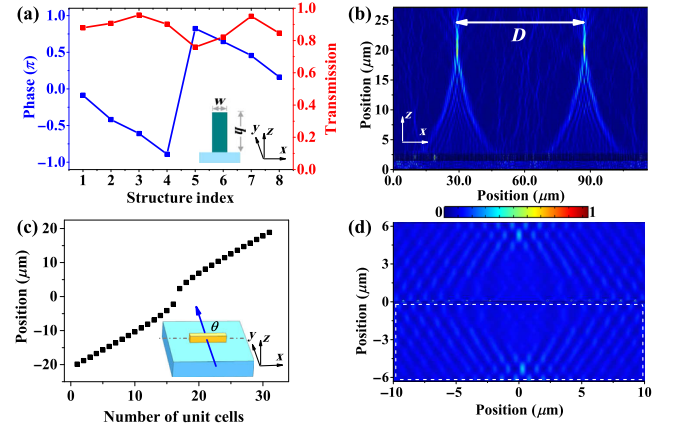 (a)
1.0
0.5
0.0
−0.5
−1.0
Phase (π)
1.0
0.8
0.6
0.4
0.2
0.0
Transmission
w
h
y
z
x
1 2 3 4 5 6 7 8
Structure index
(b)
25
20
15
10
5
0
Position (μm)
D
z
x
0.0 30.0 60.0 90.0
Position (μm)
0 1
(c)
20
10
0
−10
−20
Position (μm)
θ
y
z
x
0 10 20 30
Number of unit cells
(d)
6
3
0
−3
−6
Position (μm)
−10 −5 0 5 10
Position (μm)